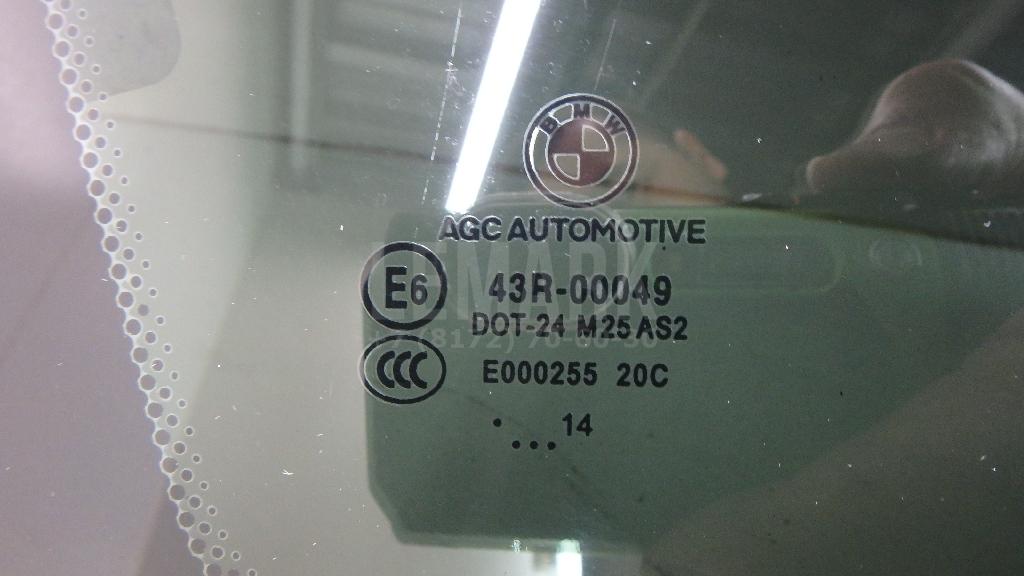 BMW
AGC AUTOMOTIVE
E6 43R-00049
DOT-24 M25 AS2
CCC E000255 20C
. ... 14